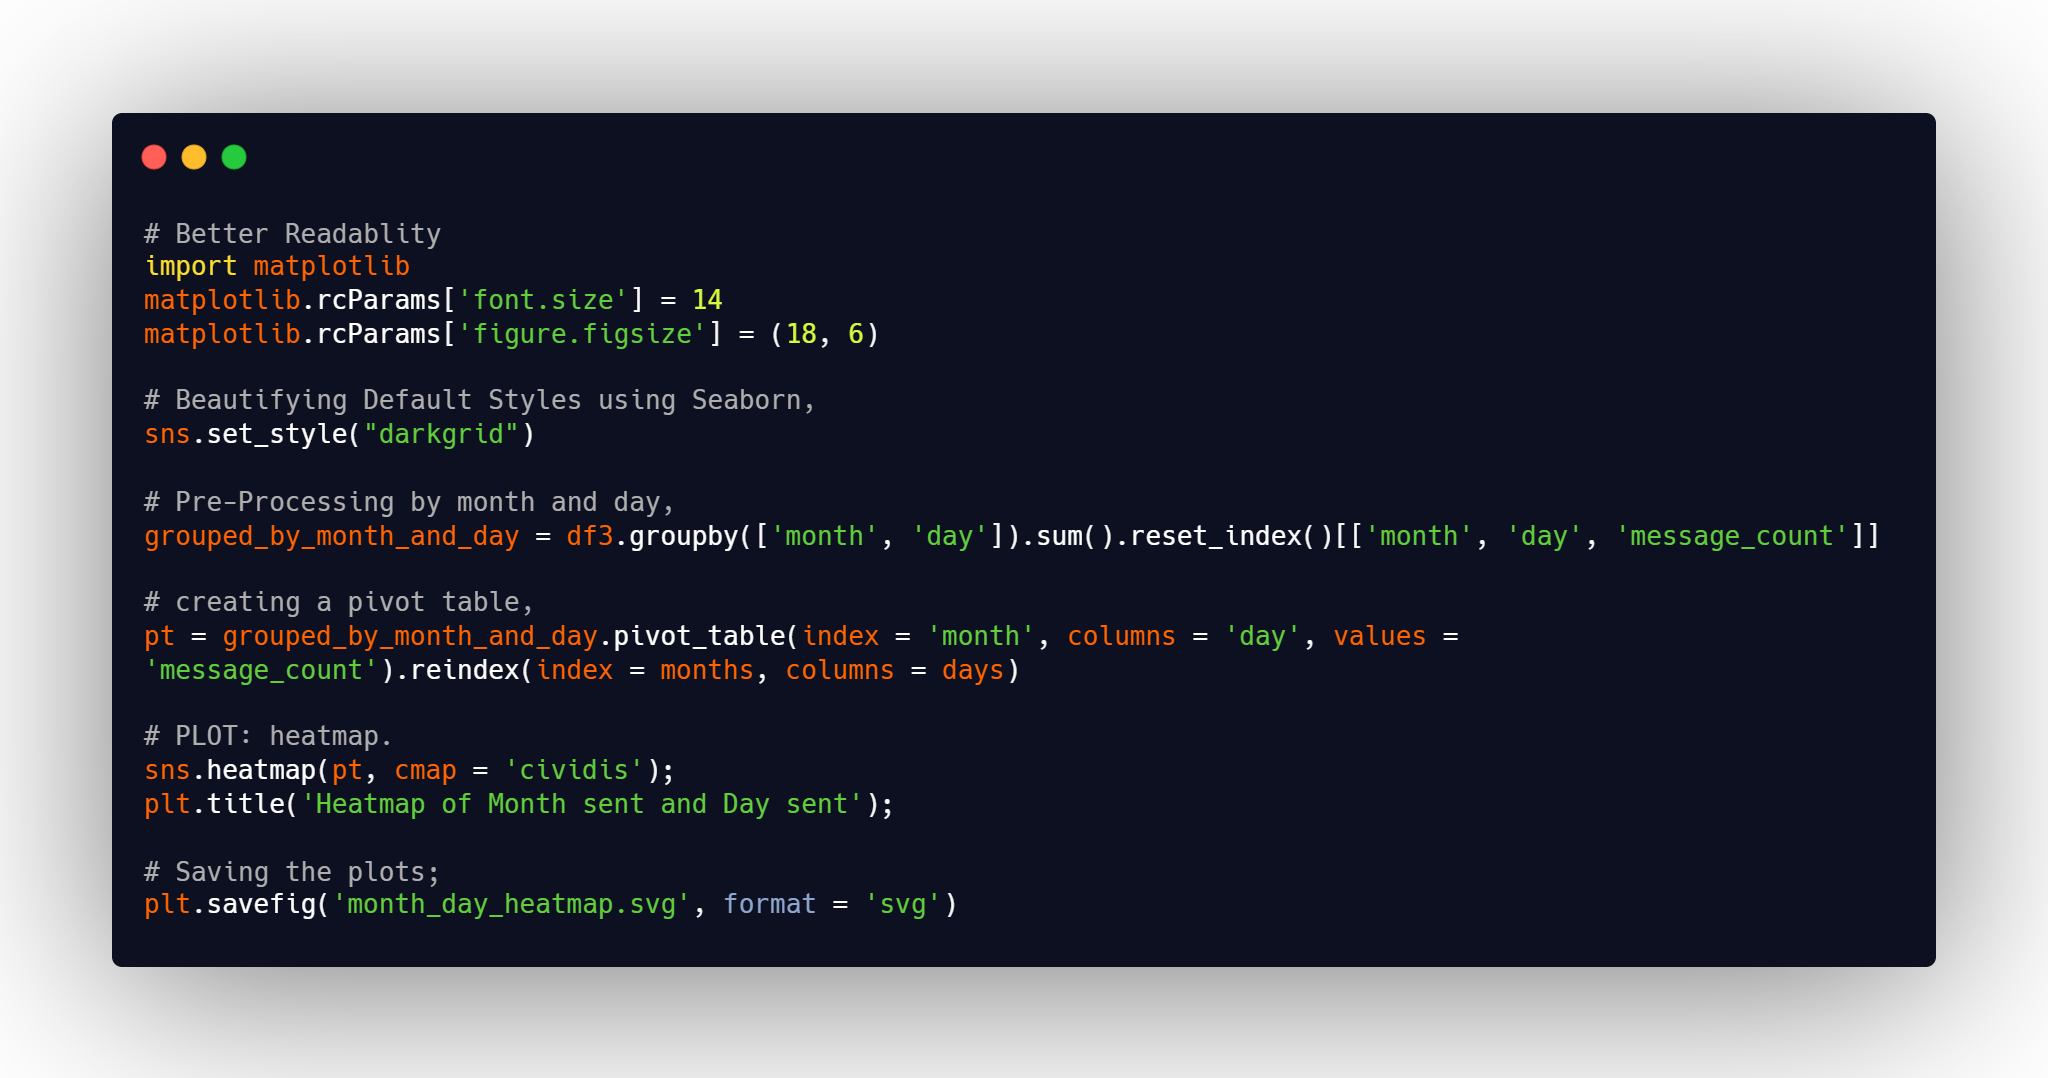 # Better Readablity
import matplotlib
matplotlib.rcParams['font.size'] = 14
matplotlib.rcParams['figure.figsize'] = (18, 6)
# Beautifying Default Styles using Seaborn,
sns.set_style("darkgrid")
# Pre-Processing by month and day,
grouped_by_month_and_day = df3.groupby(['month', 'day']).sum().reset_index()[['month', 'day', 'message_count']]
# creating a pivot table,
pt = grouped_by_month_and_day.pivot_table(index = 'month', columns = 'day', values =
'message_count').reindex(index = months, columns = days)
# PLOT: heatmap.
sns.heatmap(pt, cmap = 'cividis');
plt.title('Heatmap of Month sent and Day sent');
# Saving the plots;
plt.savefig('month_day_heatmap.svg', format = 'svg')